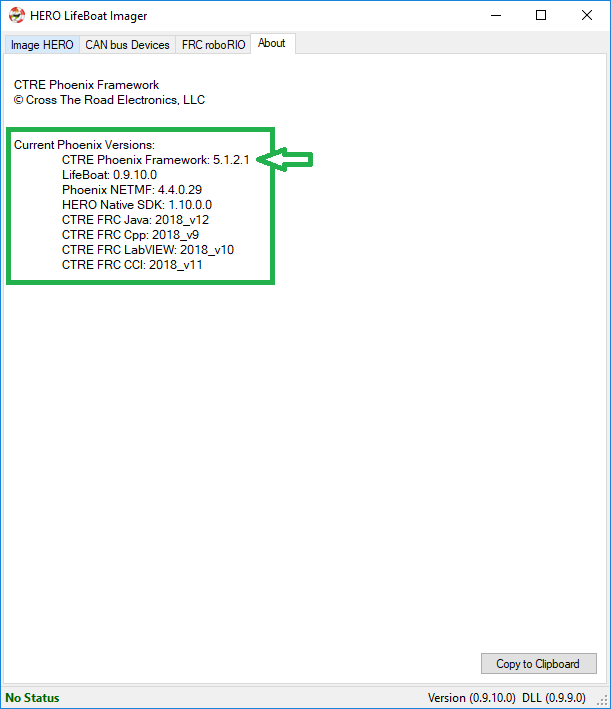 HERO LifeBoat Imager
Image HERO CAN bus Devices FRC roboRIO About
CTRE Phoenix Framework
© Cross The Road Electronics, LLC
Current Phoenix Versions:
CTRE Phoenix Framework: 5.1.2.1
LifeBoat: 0.9.10.0
Phoenix NETMF: 4.4.0.29
HERO Native SDK: 1.10.0.0
CTRE FRC Java: 2018_v12
CTRE FRC Cpp: 2018_v9
CTRE FRC LabVIEW: 2018_v10
CTRE FRC CCI: 2018_v11
Copy to Clipboard
No Status Version (0.9.10.0) DLL (0.9.9.0)